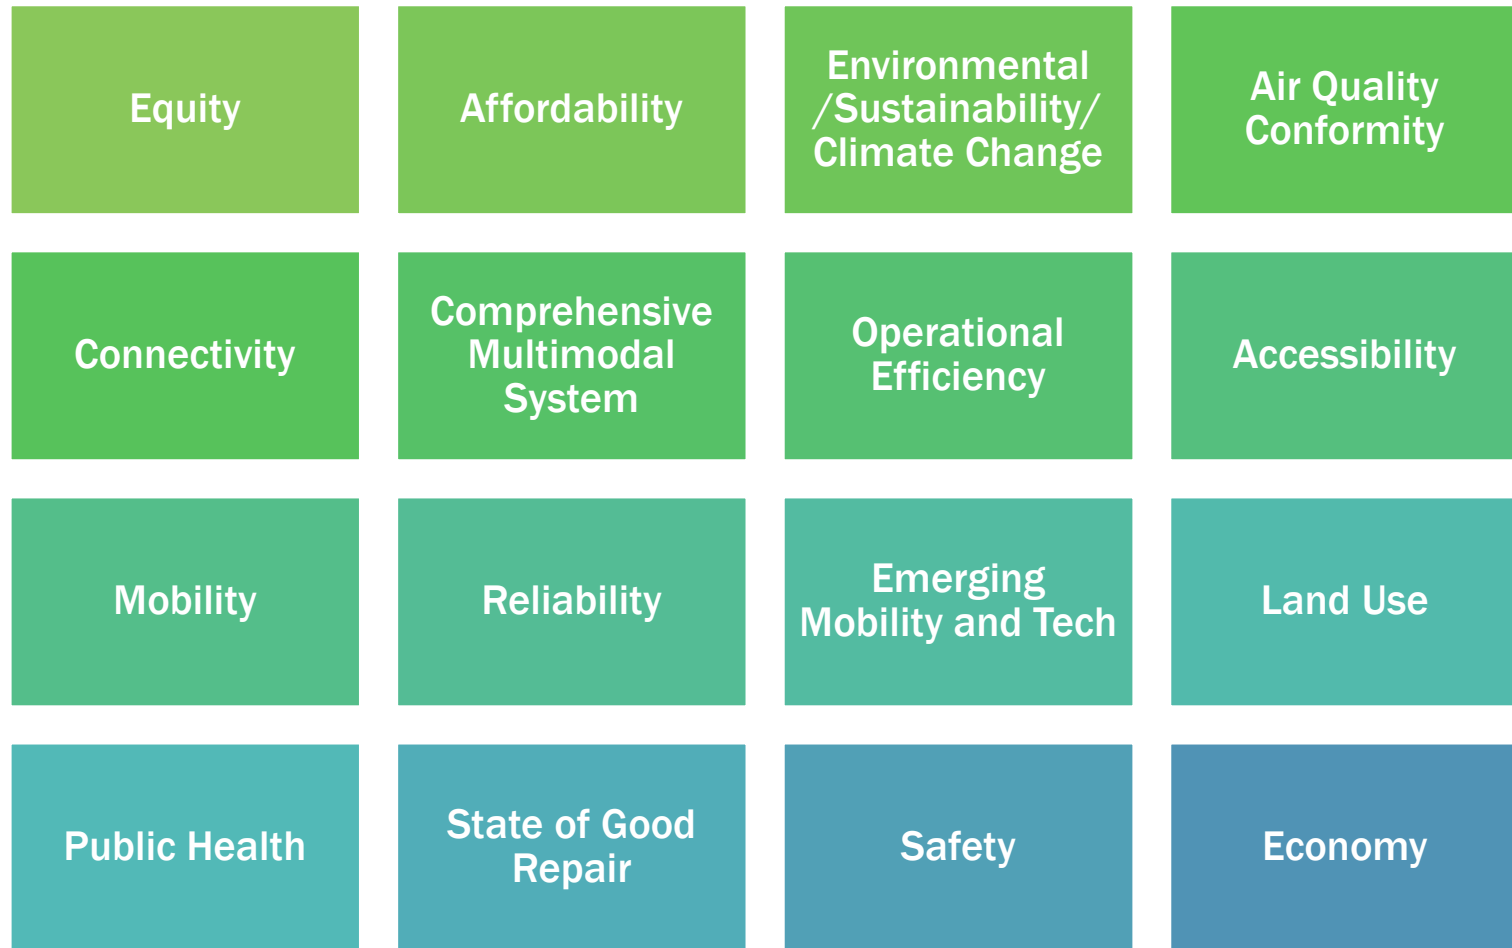 Equity
Affordability
Environmental
/Sustainability/
Climate Change
Air Quality
Conformity
Connectivity
Comprehensive
Multimodal
System
Operational
Efficiency
Accessibility
Mobility
Reliability
Emerging
Mobility and Tech
Land Use
Public Health
State of Good
Repair
Safety
Economy